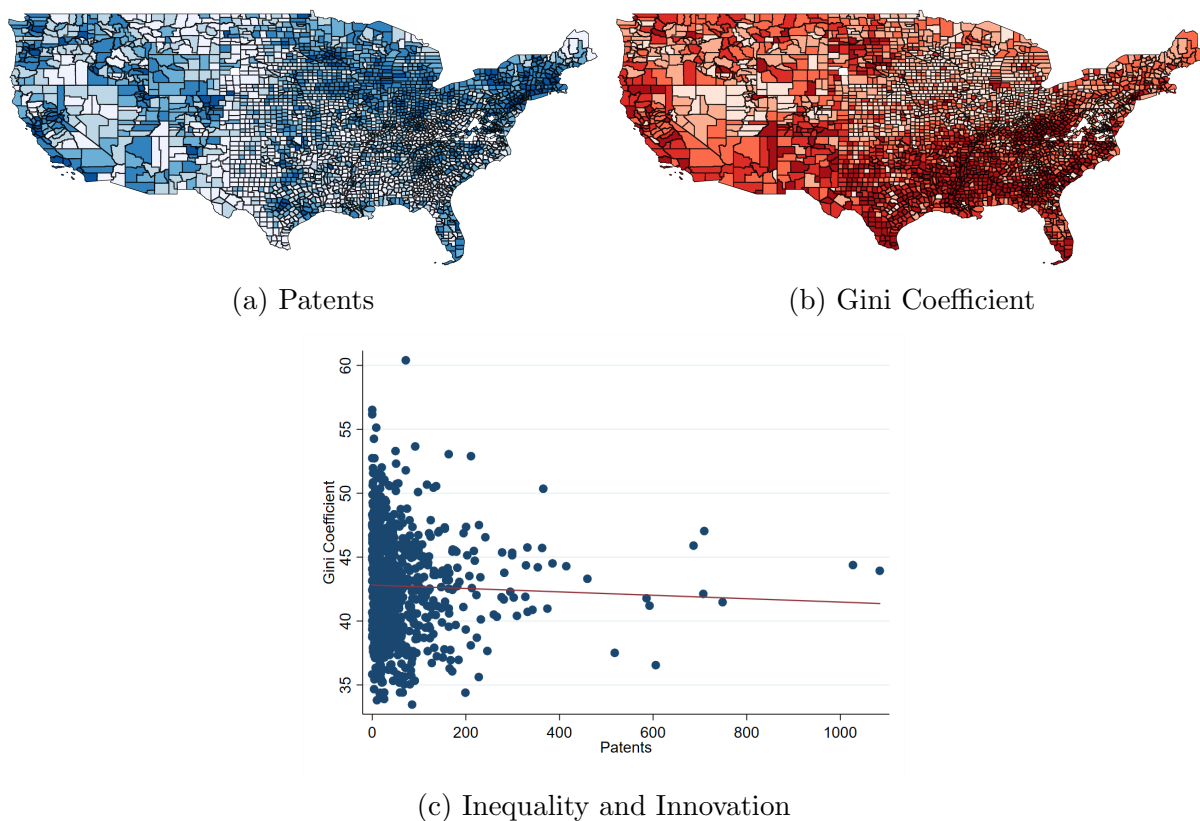 (a) Patents
(b) Gini Coefficient
60
55
50
45
40
35
Gini Coefficient
0 200 400 600 800 1000
Patents
(c) Inequality and Innovation